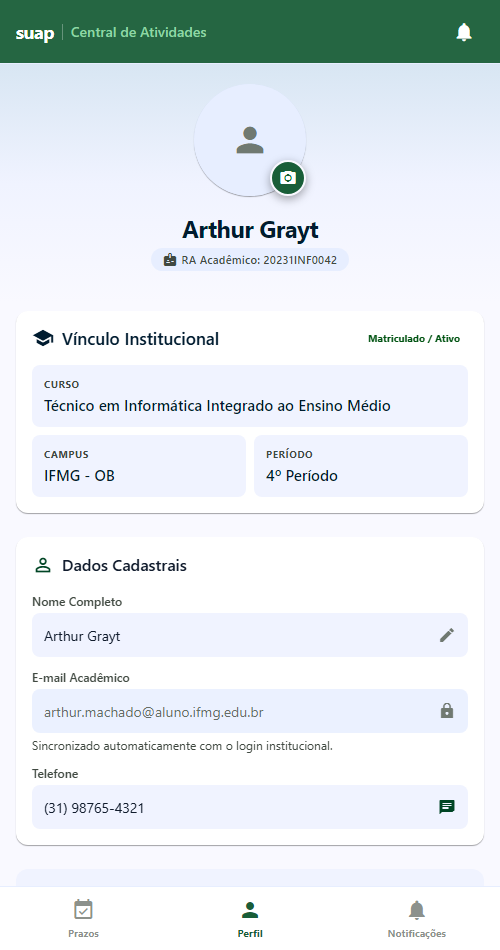 suap | Central de Atividades
Arthur Grayt
RA Acadêmico: 20231INF0042
Vínculo Institucional
Matriculado / Ativo
CURSO
Técnico em Informática Integrado ao Ensino Médio
CAMPUS
IFMG - OB
PERÍODO
4º Período
Dados Cadastrais
Nome Completo
Arthur Grayt
E-mail Acadêmico
arthur.machado@aluno.ifmg.edu.br
Sincronizado automaticamente com o login institucional.
Telefone
(31) 98765-4321
Prazos
Perfil
Notificações